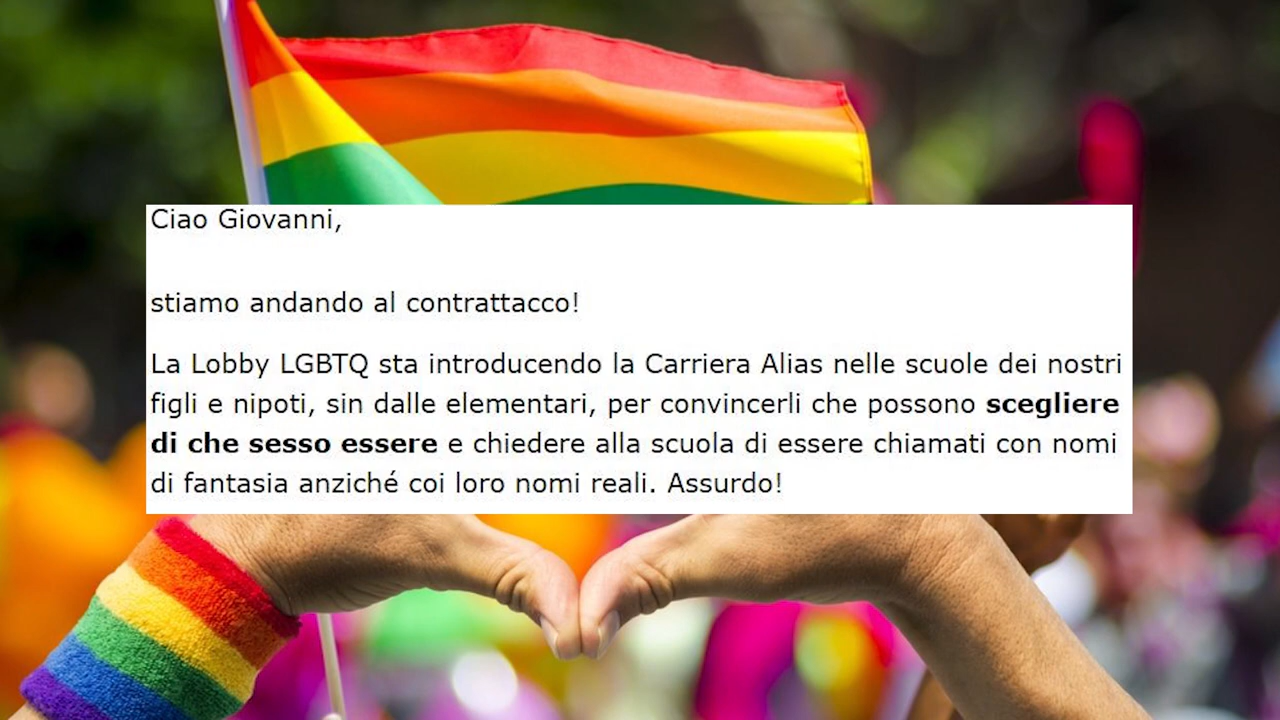 Ciao Giovanni,
stiamo andando al contrattacco!
La Lobby LGBTQ sta introducendo la Carriera Alias nelle scuole dei nostri
figli e nipoti, sin dalle elementari, per convincerli che possono scegliere
di che sesso essere e chiedere alla scuola di essere chiamati con nomi
di fantasia anziché coi loro nomi reali. Assurdo!